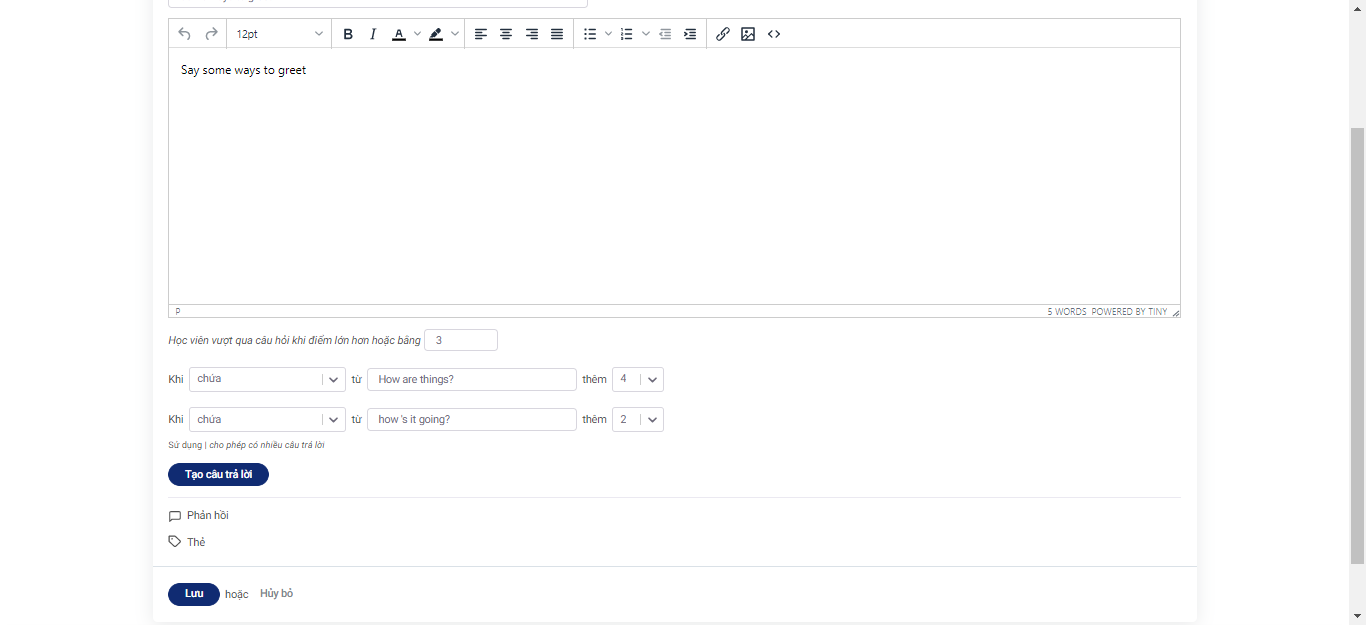 12pt
Say some ways to greet
P
5 WORDS POWERED BY TINY
Học viên vượt qua câu hỏi khi điểm lớn hơn hoặc bằng 3
Khi chứa từ How are things? thêm 4
Khi chứa từ how 's it going? thêm 2
Sử dụng | cho phép có nhiều câu trả lời
Tạo câu trả lời
Phản hồi
Thẻ
Lưu hoặc Hủy bỏ